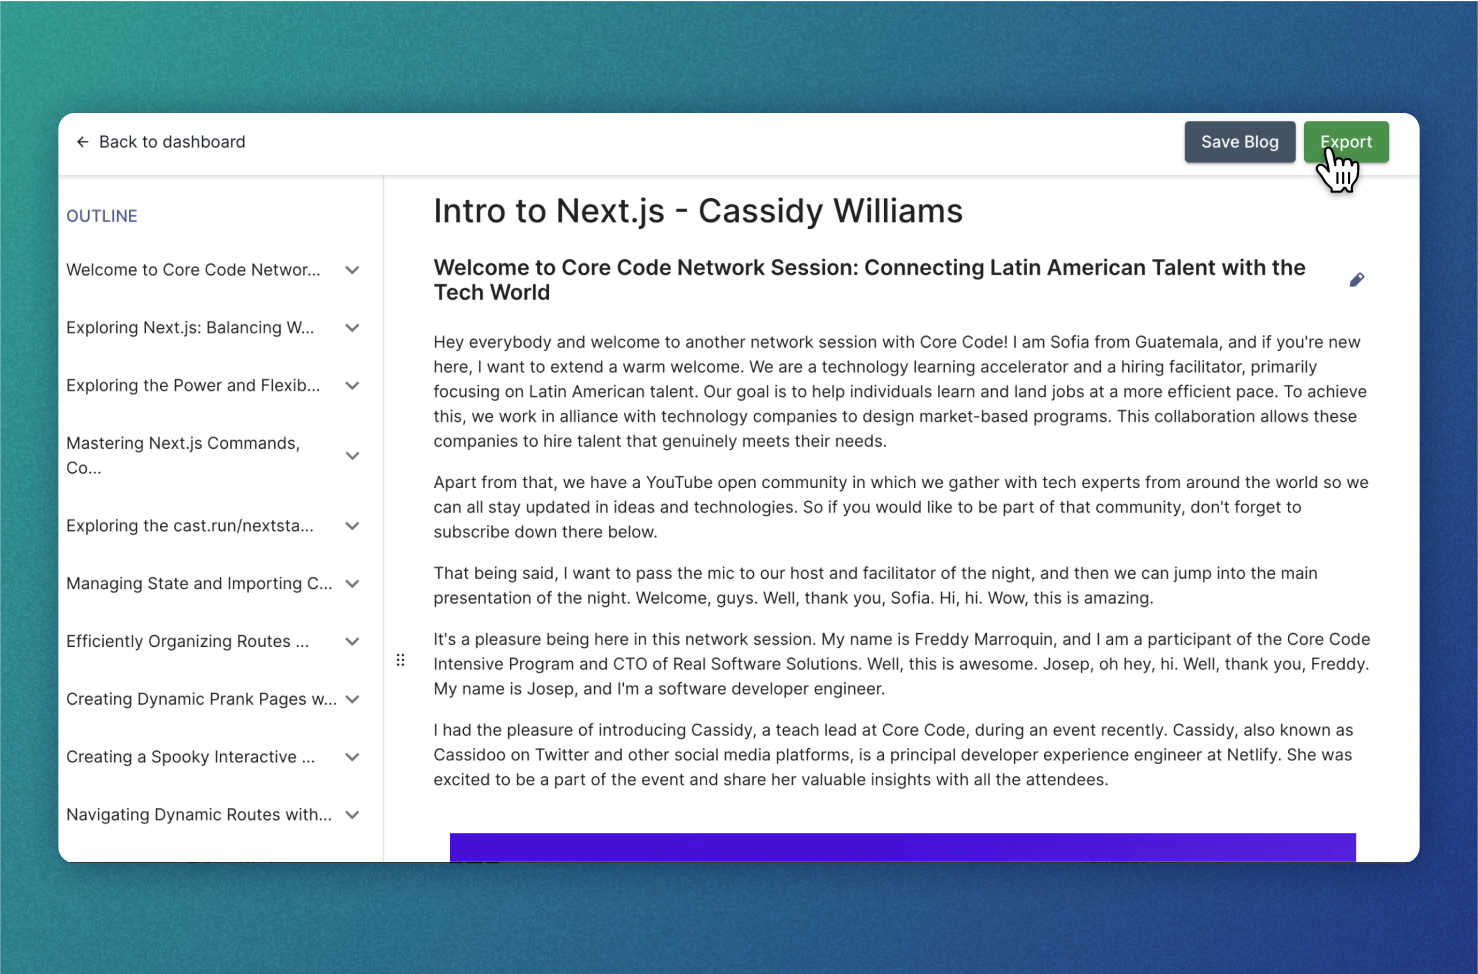 Back to dashboard
Save Blog
Export
OUTLINE
Welcome to Core Code Networ...
Exploring Next.js: Balancing W...
Exploring the Power and Flexib...
Mastering Next.js Commands,
Co...
Exploring the cast.run/nextsta...
Managing State and Importing C...
Efficiently Organizing Routes ...
Creating Dynamic Prank Pages w...
Creating a Spooky Interactive ...
Navigating Dynamic Routes with...
Intro to Next.js - Cassidy Williams
Welcome to Core Code Network Session: Connecting Latin American Talent with the
Tech World
Hey everybody and welcome to another network session with Core Code! I am Sofia from Guatemala, and if you're new
here, I want to extend a warm welcome. We are a technology learning accelerator and a hiring facilitator, primarily
focusing on Latin American talent. Our goal is to help individuals learn and land jobs at a more efficient pace. To achieve
this, we work in alliance with technology companies to design market-based programs. This collaboration allows these
companies to hire talent that genuinely meets their needs.
Apart from that, we have a YouTube open community in which we gather with tech experts from around the world so we
can all stay updated in ideas and technologies. So if you would like to be part of that community, don't forget to
subscribe down there below.
That being said, I want to pass the mic to our host and facilitator of the night, and then we can jump into the main
presentation of the night. Welcome, guys. Well, thank you, Sofia. Hi, hi. Wow, this is amazing.
It's a pleasure being here in this network session. My name is Freddy Marroquin, and I am a participant of the Core Code
Intensive Program and CTO of Real Software Solutions. Well, this is awesome. Josep, oh hey, hi. Well, thank you, Freddy.
My name is Josep, and I'm a software developer engineer.
I had the pleasure of introducing Cassidy, a teach lead at Core Code, during an event recently. Cassidy, also known as
Cassidoo on Twitter and other social media platforms, is a principal developer experience engineer at Netlify. She was
excited to be a part of the event and share her valuable insights with all the attendees.